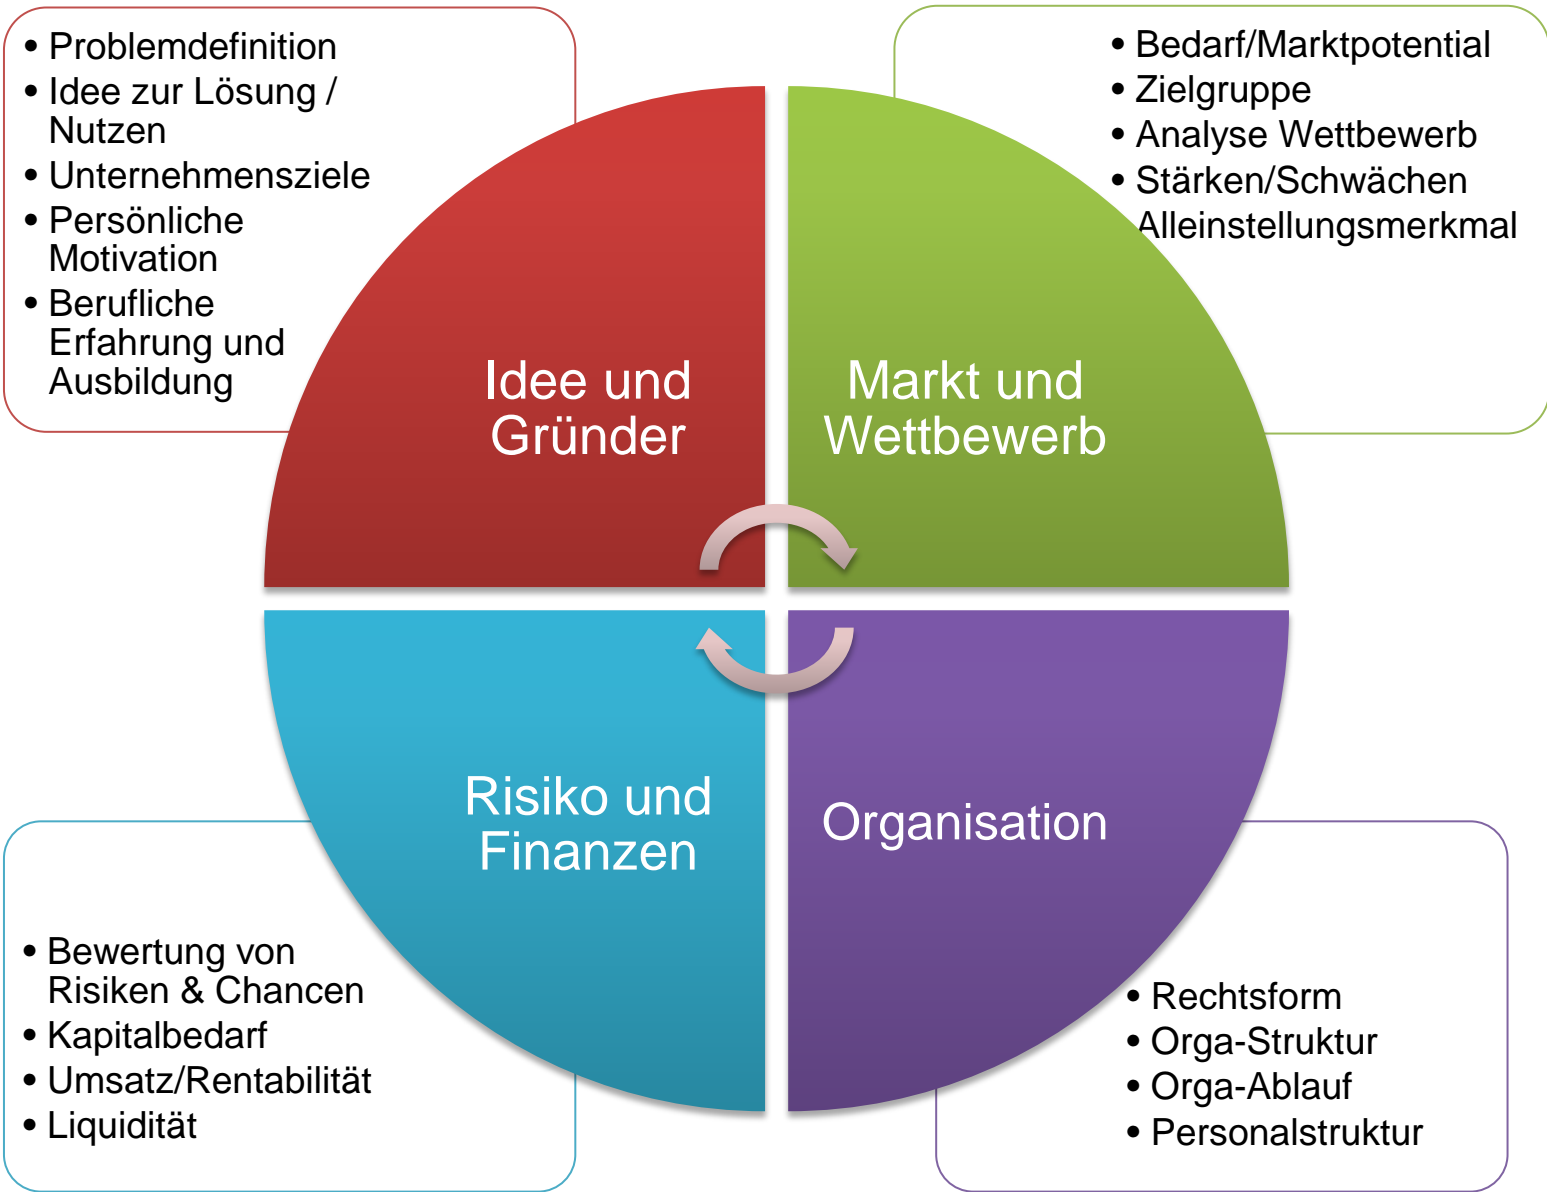 • Problemdefinition
• Idee zur Lösung /
Nutzen
• Unternehmensziele
• Persönliche
Motivation
• Berufliche
Erfahrung und
Ausbildung
• Bedarf/Marktpotential
• Zielgruppe
• Analyse Wettbewerb
• Stärken/Schwächen
Alleinstellungsmerkmal
Idee und
Gründer
Markt und
Wettbewerb
Risiko und
Finanzen
Organisation
• Bewertung von
Risiken & Chancen
• Kapitalbedarf
• Umsatz/Rentabilität
• Liquidität
• Rechtsform
• Orga-Struktur
• Orga-Ablauf
• Personalstruktur